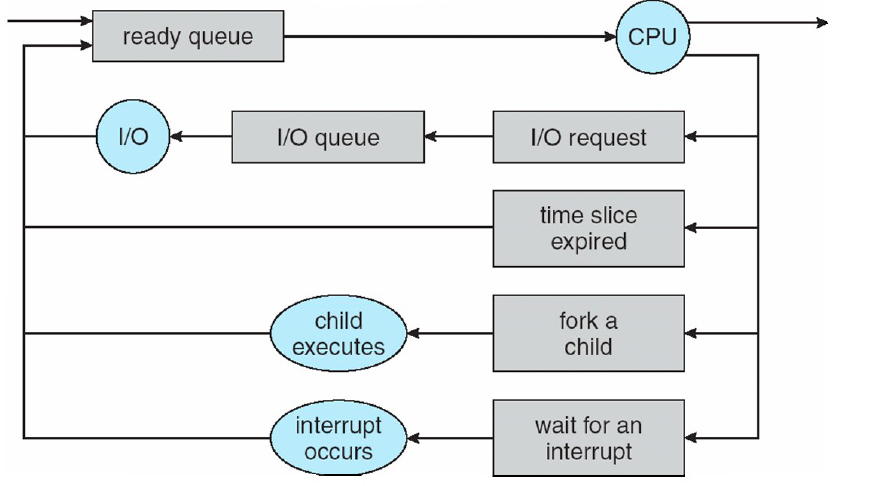 ready queue
CPU
I/O
I/O queue
I/O request
time slice
expired
child
executes
fork a
child
interrupt
occurs
wait for an
interrupt